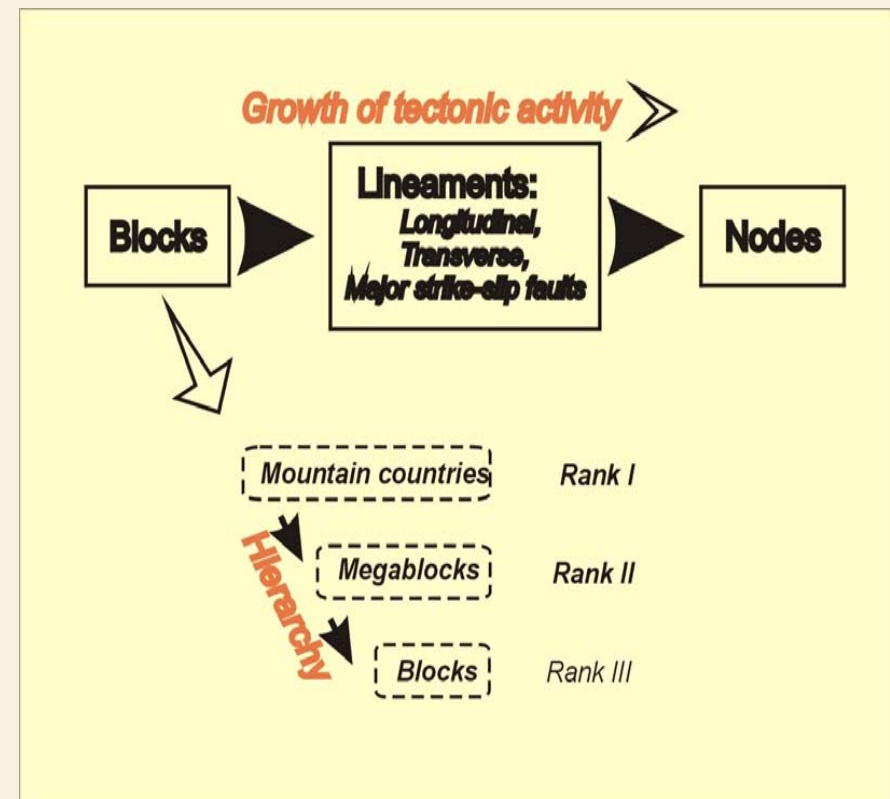 Growth of tectonic activity
Blocks
Lineaments:
Longitudinal,
Transverse,
Major strike-slip faults
Nodes
Mountain countries Rank I
Hierarchy
Megablocks Rank II
Blocks Rank III